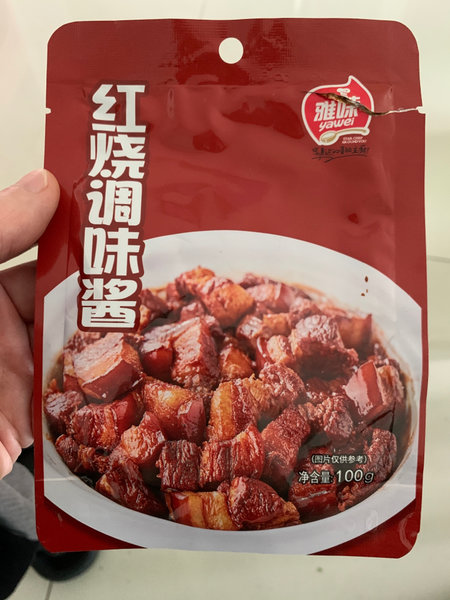 雅味
yawei
红烧调味酱
(图片仅供参考)
净含量:100g